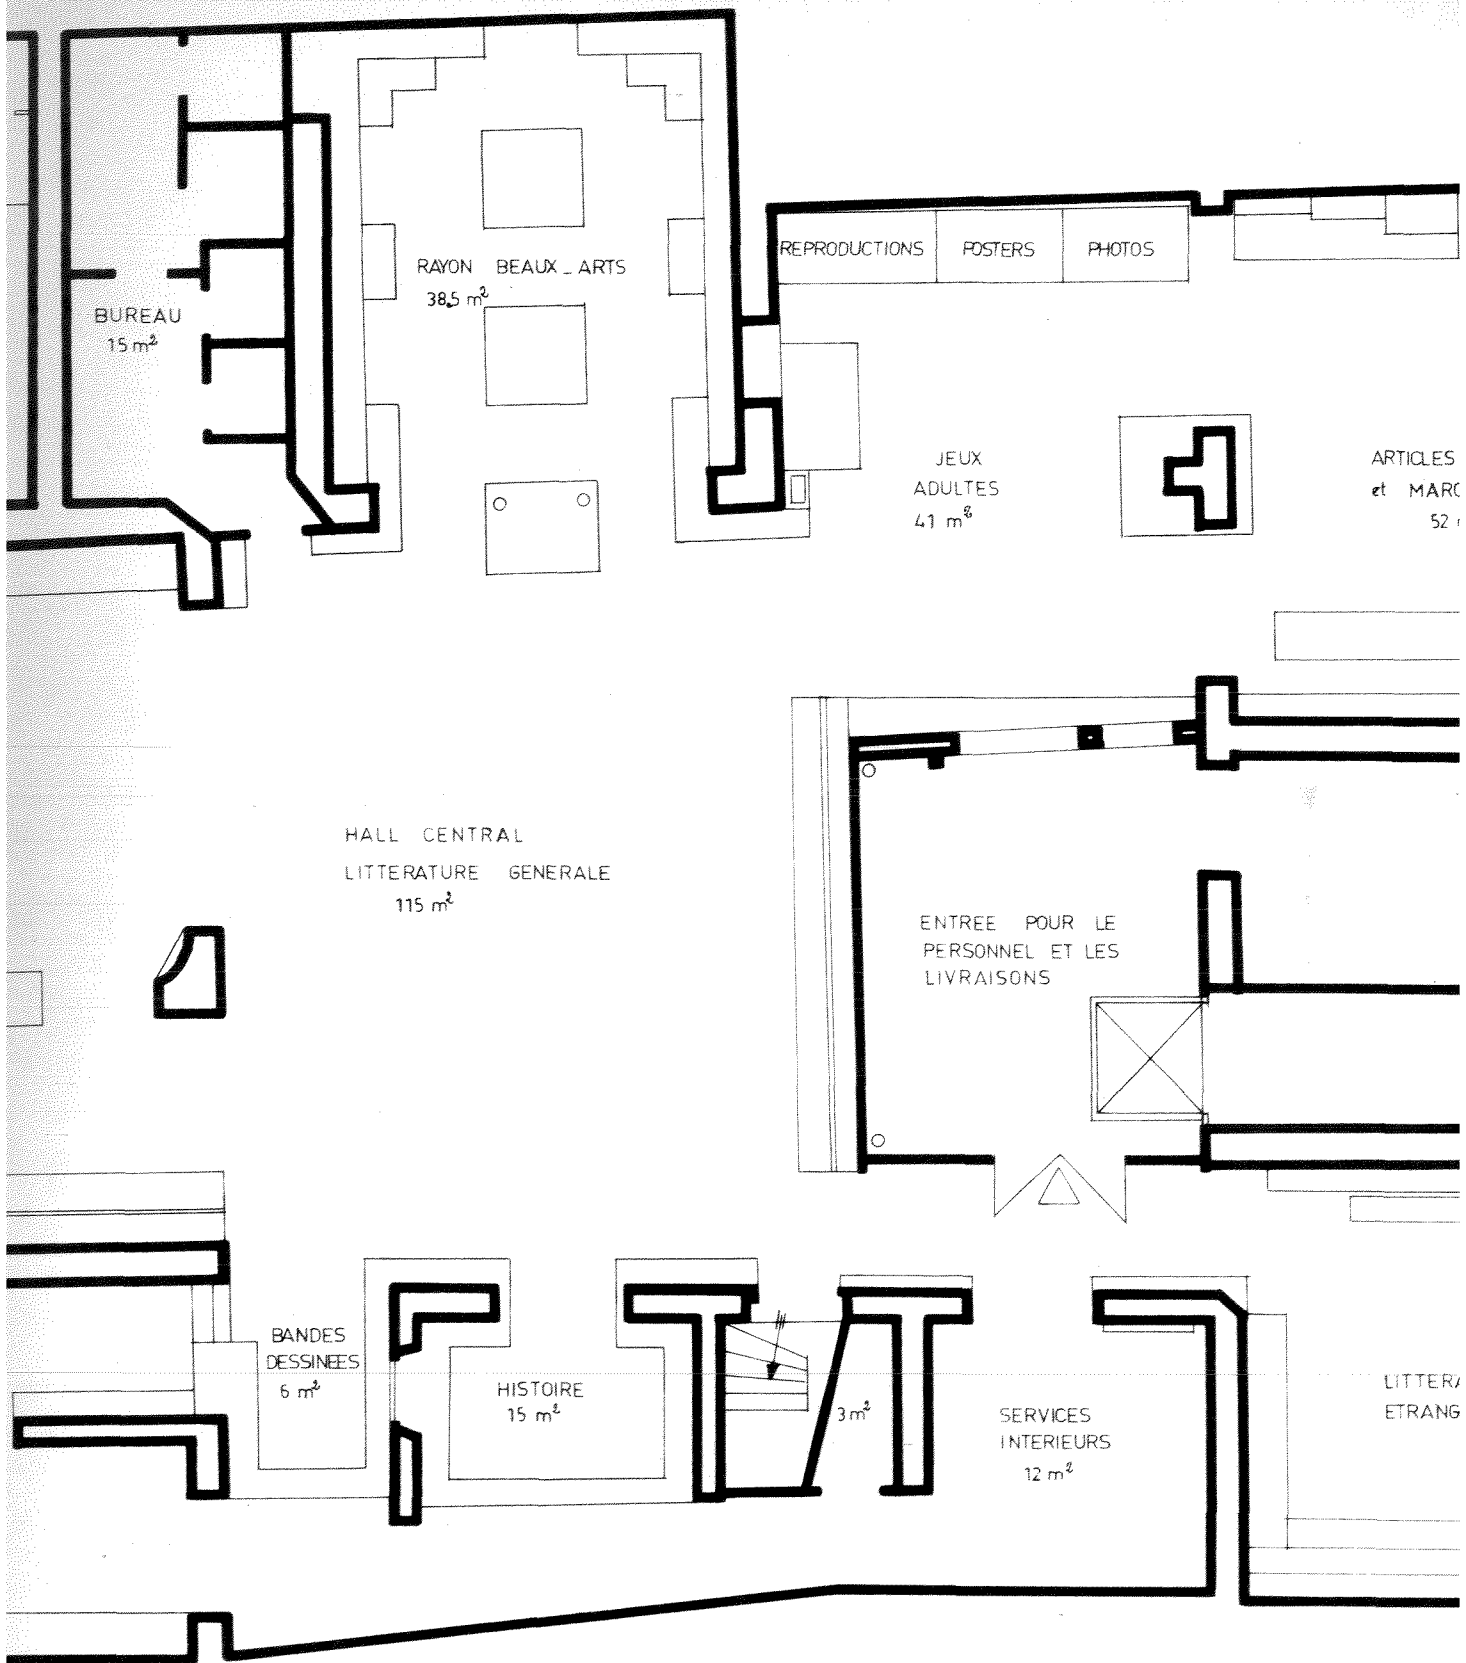 REPRODUCTIONS
POSTERS
PHOTOS
RAYON BEAUX_ARTS
38,5 m²
BUREAU
15 m²
JEUX
ADULTES
41 m²
ARTICLES
et
52
HALL CENTRAL
LITTERATURE GENERALE
115 m²
ENTREE POUR LE
PERSONNEL ET LES
LIVRAISONS
BANDES
DESSINEES
6 m²
HISTOIRE
15 m²
3 m²
SERVICES
INTERIEURS
12 m²